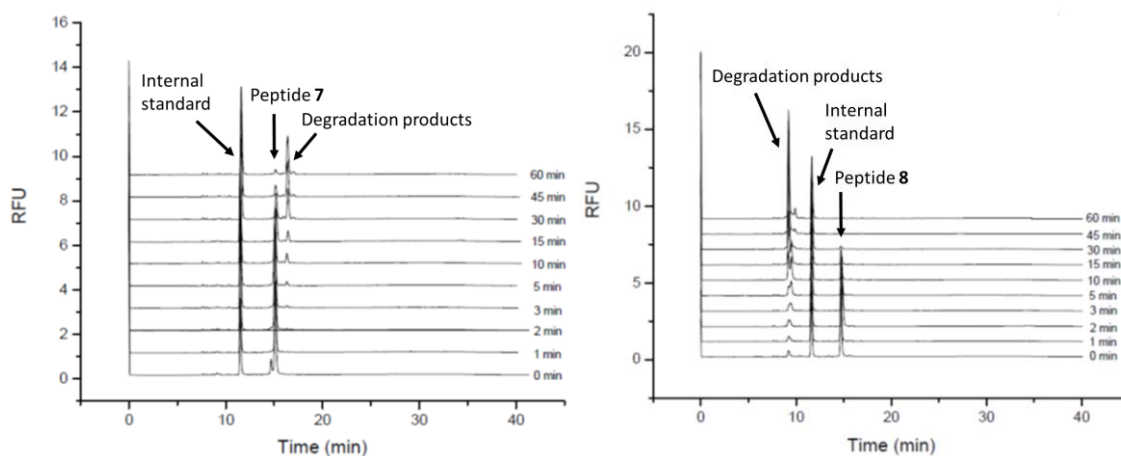 16
14
12
10
8
6
4
2
0
RFU
Internal
standard
Peptide 7
Degradation products
60 min
45 min
30 min
15 min
10 min
5 min
3 min
2 min
1 min
0 min
0 10 20 30 40
Time (min)
20
15
10
5
0
RFU
Degradation products
Internal
standard
Peptide 8
60 min
45 min
30 min
15 min
10 min
5 min
3 min
2 min
1 min
0 min
0 10 20 30 40
Time (min)